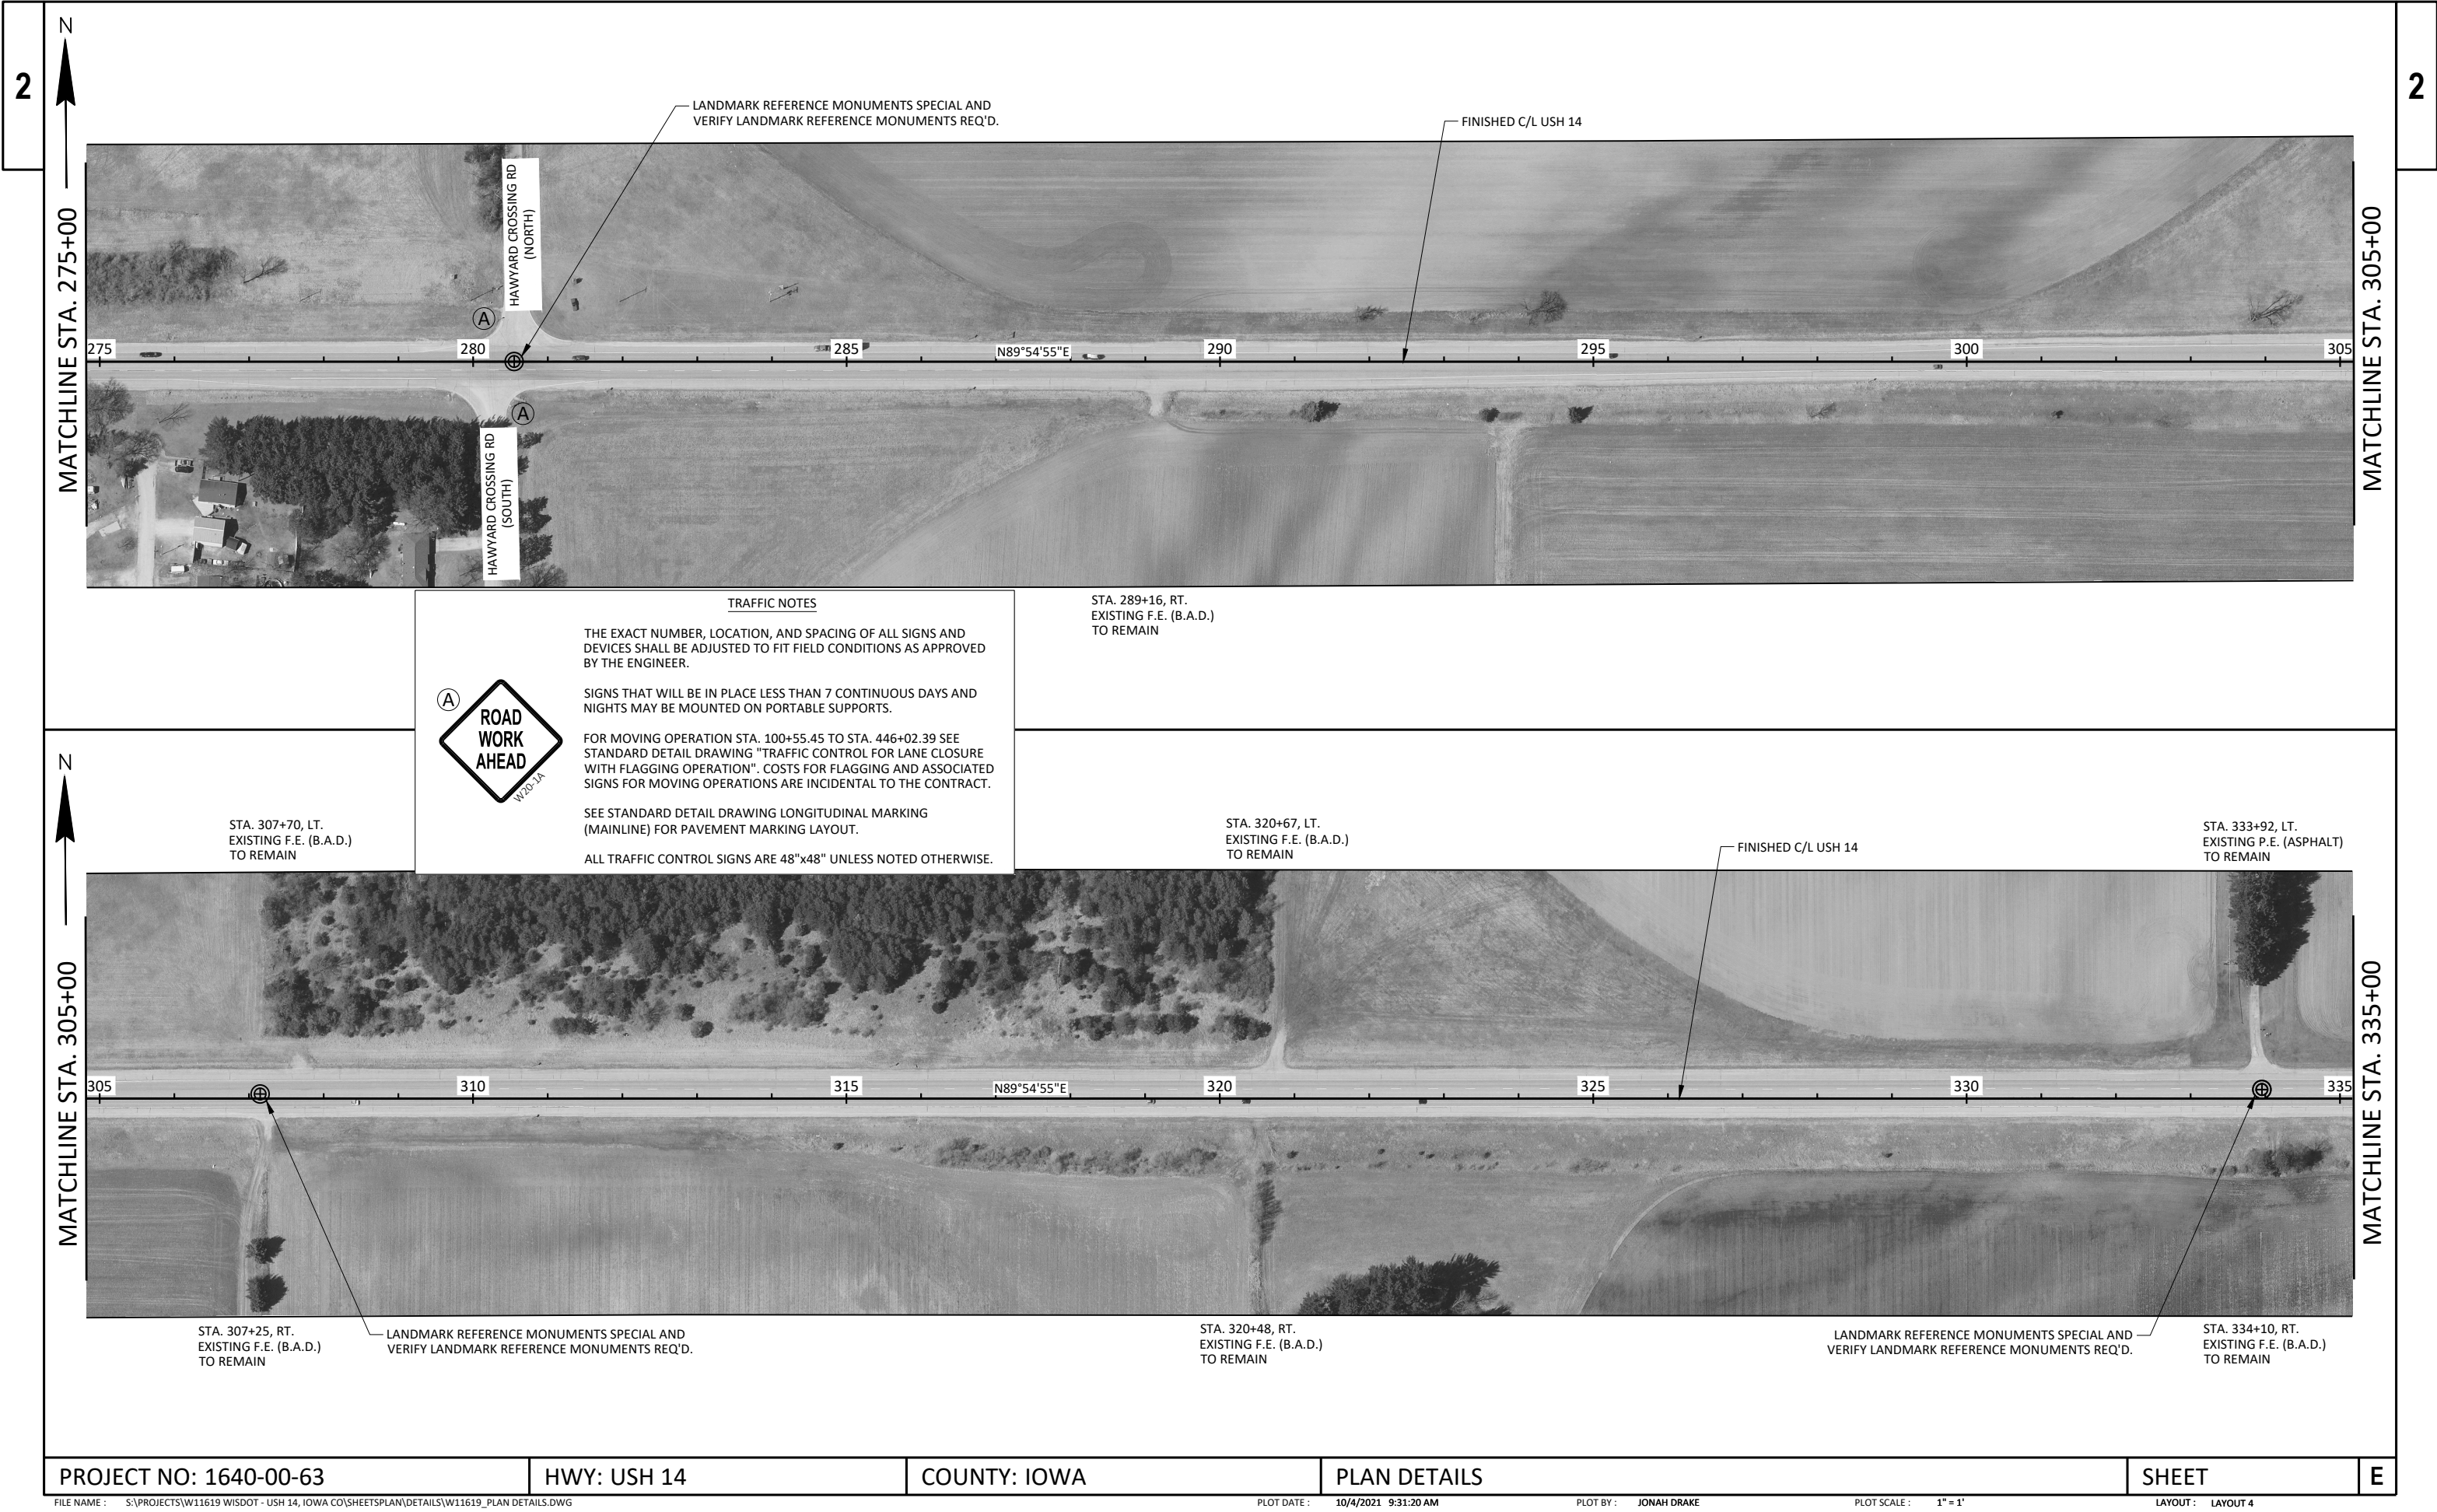 2
2
N
LANDMARK REFERENCE MONUMENTS SPECIAL AND
VERIFY LANDMARK REFERENCE MONUMENTS REQ'D.
FINISHED C/L USH 14
MATCHLINE STA. 275+00
HAWYARD CROSSING RD
(NORTH)
A
275
280
285
N89°54'55"E
290
295
300
305
A
HAWYARD CROSSING RD
(SOUTH)
MATCHLINE STA. 305+00
STA. 289+16, RT.
EXISTING F.E. (B.A.D.)
TO REMAIN
TRAFFIC NOTES
THE EXACT NUMBER, LOCATION, AND SPACING OF ALL SIGNS AND
DEVICES SHALL BE ADJUSTED TO FIT FIELD CONDITIONS AS APPROVED
BY THE ENGINEER.
SIGNS THAT WILL BE IN PLACE LESS THAN 7 CONTINUOUS DAYS AND
NIGHTS MAY BE MOUNTED ON PORTABLE SUPPORTS.
FOR MOVING OPERATION STA. 100+55.45 TO STA. 446+02.39 SEE
STANDARD DETAIL DRAWING "TRAFFIC CONTROL FOR LANE CLOSURE
WITH FLAGGING OPERATION". COSTS FOR FLAGGING AND ASSOCIATED
SIGNS FOR MOVING OPERATIONS ARE INCIDENTAL TO THE CONTRACT.
SEE STANDARD DETAIL DRAWING LONGITUDINAL MARKING
(MAINLINE) FOR PAVEMENT MARKING LAYOUT.
ALL TRAFFIC CONTROL SIGNS ARE 48"x48" UNLESS NOTED OTHERWISE.
A
ROAD
WORK
AHEAD
W20-1A
N
STA. 307+70, LT.
EXISTING F.E. (B.A.D.)
TO REMAIN
STA. 320+67, LT.
EXISTING F.E. (B.A.D.)
TO REMAIN
FINISHED C/L USH 14
STA. 333+92, LT.
EXISTING P.E. (ASPHALT)
TO REMAIN
MATCHLINE STA. 305+00
305
310
315
N89°54'55"E
320
325
330
335
MATCHLINE STA. 335+00
STA. 307+25, RT.
EXISTING F.E. (B.A.D.)
TO REMAIN
LANDMARK REFERENCE MONUMENTS SPECIAL AND
VERIFY LANDMARK REFERENCE MONUMENTS REQ'D.
STA. 320+48, RT.
EXISTING F.E. (B.A.D.)
TO REMAIN
LANDMARK REFERENCE MONUMENTS SPECIAL AND
VERIFY LANDMARK REFERENCE MONUMENTS REQ'D.
STA. 334+10, RT.
EXISTING F.E. (B.A.D.)
TO REMAIN
PROJECT NO: 1640-00-63
HWY: USH 14
COUNTY: IOWA
PLAN DETAILS
SHEET
E
FILE NAME : S:\PROJECTS\W11619 WISDOT - USH 14, IOWA CO\SHEETSPLAN\DETAILS\W11619_PLAN DETAILS.DWG
PLOT DATE : 10/4/2021 9:31:20 AM
PLOT BY : JONAH DRAKE
PLOT SCALE : 1" = 1'
LAYOUT : LAYOUT 4